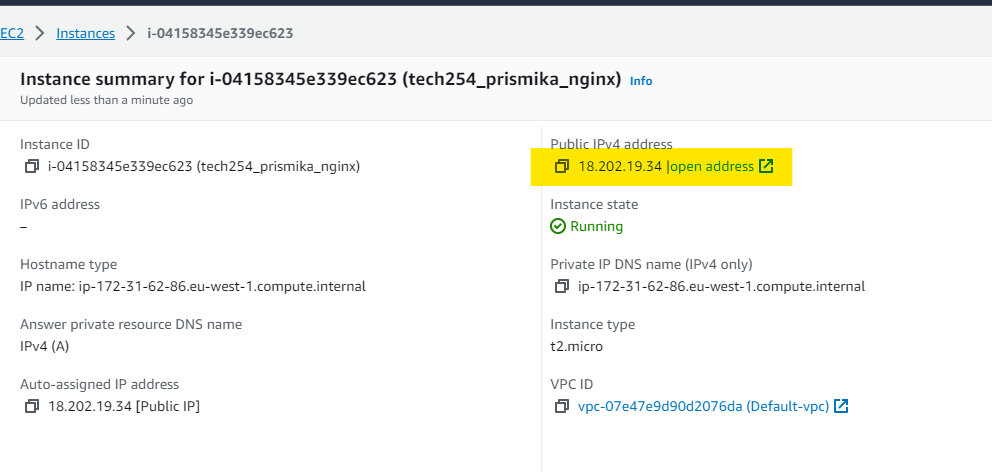 EC2 > Instances > i-04158345e339ec623
Instance summary for i-04158345e339ec623 (tech254_prismika_nginx) Info
Updated less than a minute ago
Instance ID
i-04158345e339ec623 (tech254_prismika_nginx)
Public IPv4 address
18.202.19.34 |open address
IPv6 address
–
Instance state
Running
Hostname type
IP name: ip-172-31-62-86.eu-west-1.compute.internal
Private IP DNS name (IPv4 only)
ip-172-31-62-86.eu-west-1.compute.internal
Answer private resource DNS name
IPv4 (A)
Instance type
t2.micro
Auto-assigned IP address
18.202.19.34 [Public IP]
VPC ID
vpc-07e47e9d90d2076da (Default-vpc)